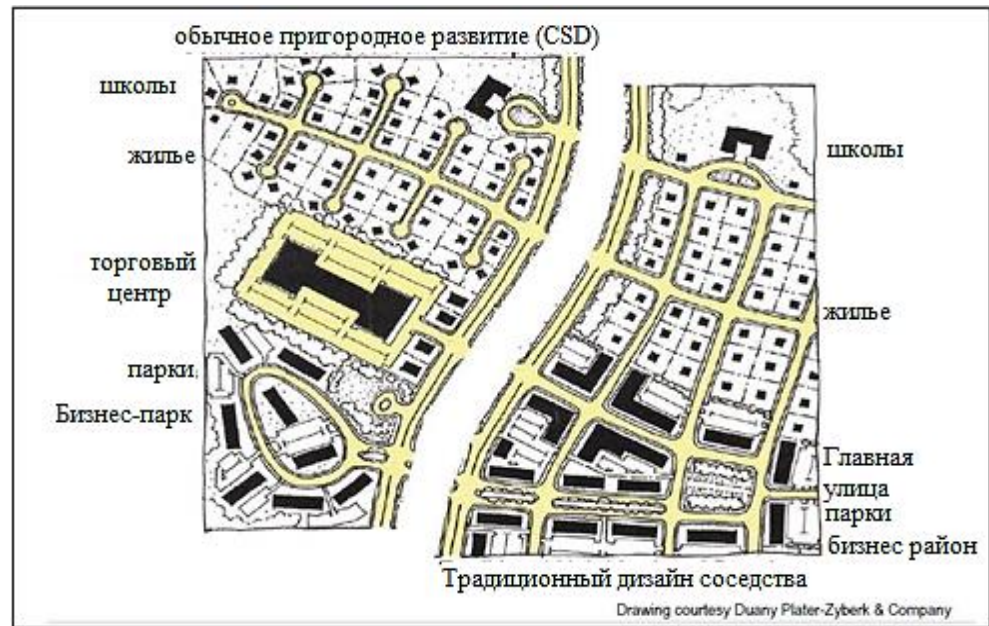 обычное пригородное развитие (CSD)
школы
жилье
торговый
центр
парки
Бизнес-парк
школы
жилье
Главная
улица
парки
бизнес район
Традиционный дизайн соседства
Drawing courtesy Duany Plater-Zyberk & Company